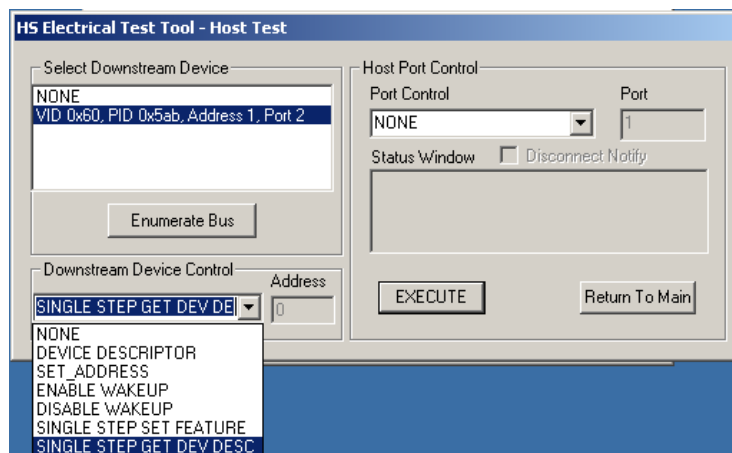 HS Electrical Test Tool - Host Test
Select Downstream Device
NONE
VID 0x60, PID 0x5ab, Address 1, Port 2
Enumerate Bus
Downstream Device Control
Address
SINGLE STEP GET DEV DE
0
NONE
DEVICE DESCRIPTOR
SET_ADDRESS
ENABLE WAKEUP
DISABLE WAKEUP
SINGLE STEP SET FEATURE
SINGLE STEP GET DEV DESC
Host Port Control
Port Control
Port
NONE
1
Status Window
Disconnect Notify
EXECUTE
Return To Main